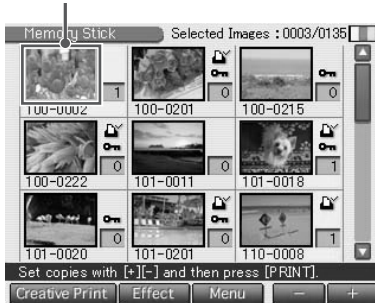 Memory Stick Selected Images : 0003/0135
1 0 0
100-0002 100-0201 100-0215
0 0 1
100-0222 101-0011 101-0018
0 0 1
101-0020 101-0201 110-0008
Set copies with [+][-] and then press [PRINT].
Creative Print Effect Menu - +